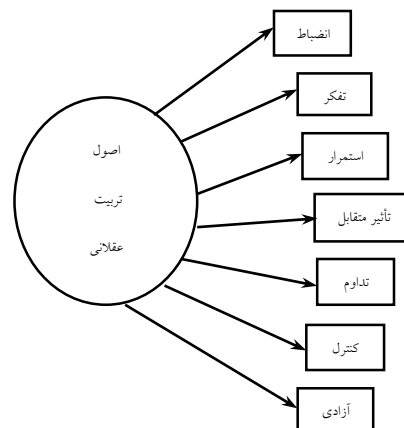 اصول
تربیت
عقلانی
انضباط
تفکر
استمرار
تأثیر متقابل
تداوم
کنترل
آزادی